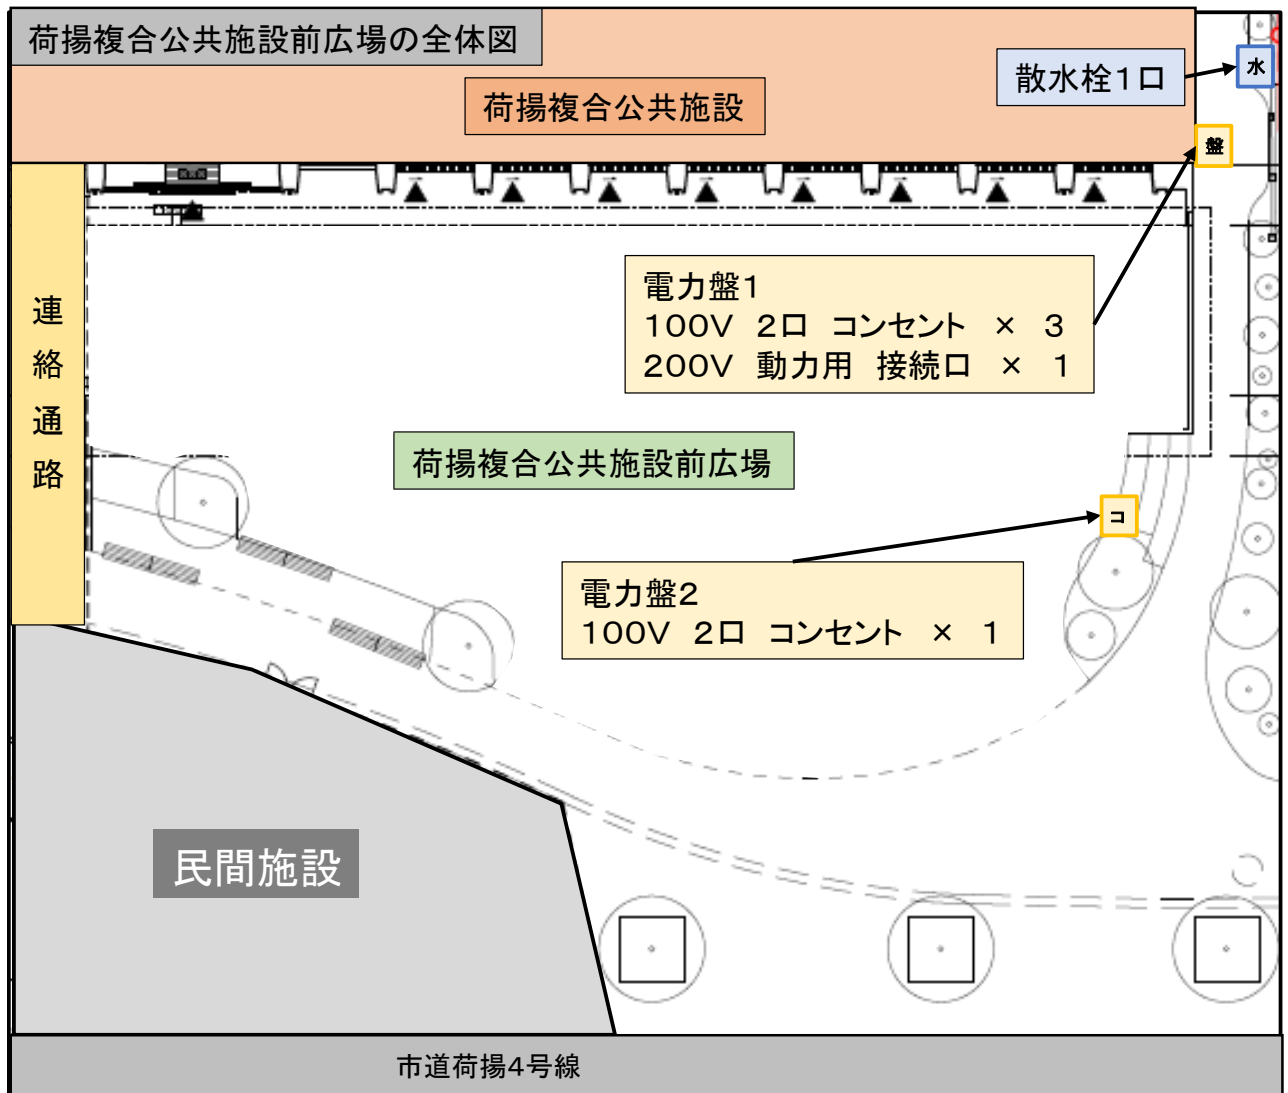 荷揚複合公共施設前広場の全体図
荷揚複合公共施設
散水栓1口
水
盤
電力盤1
100V 2口 コンセント × 3
200V 動力用 接続口 × 1
連絡通路
荷揚複合公共施設前広場
コ
電力盤2
100V 2口 コンセント × 1
民間施設
市道荷揚4号線